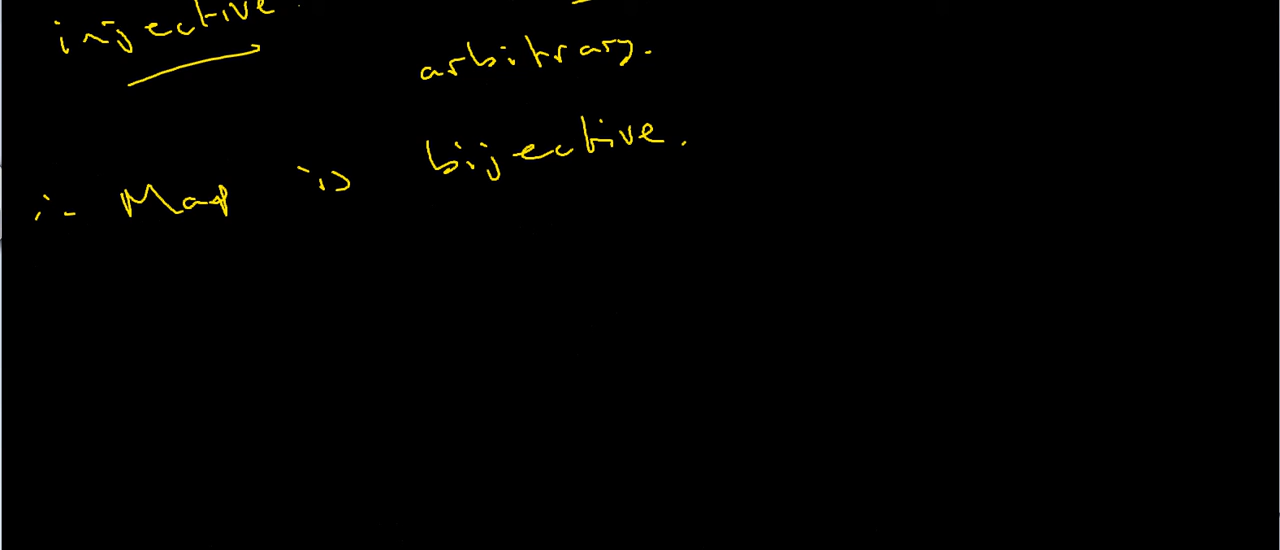 injective.
arbitrary.
∴ Map is bijective.